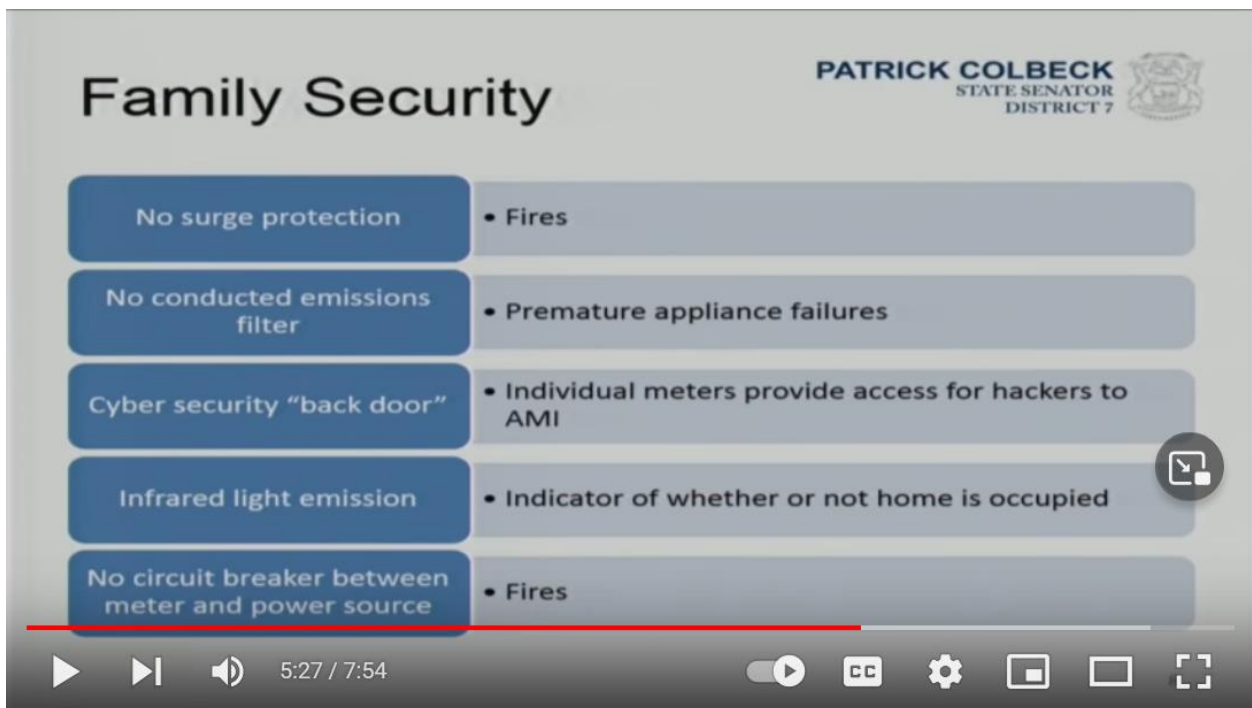 Family Security
PATRICK COLBECK
STATE SENATOR
DISTRICT 7
No surge protection
• Fires
No conducted emissions
filter
• Premature appliance failures
Cyber security “back door”
• Individual meters provide access for hackers to
AMI
Infrared light emission
• Indicator of whether or not home is occupied
No circuit breaker between
meter and power source
• Fires
5:27 / 7:54
CC